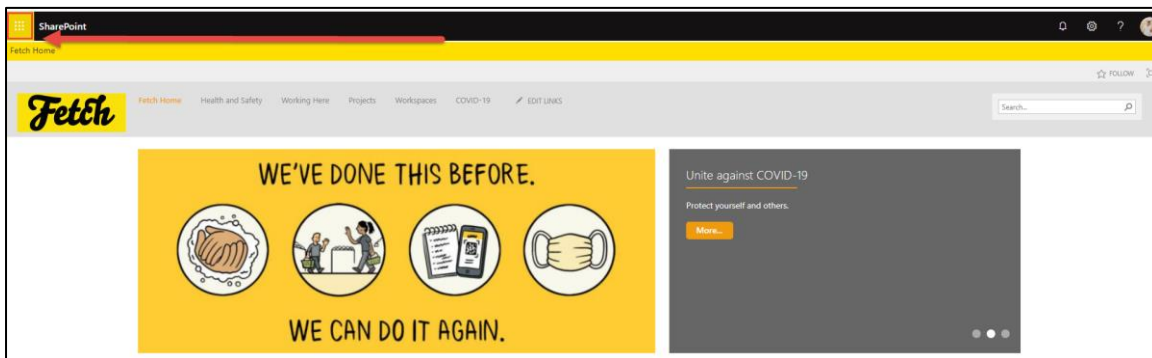 SharePoint
?
Fetch Home
FOLLOW
Fetch
Fetch Home Health and Safety Working Here Projects Workspaces COVID-19 EDIT LINKS
Search...
WE'VE DONE THIS BEFORE.
WE CAN DO IT AGAIN.
Unite against COVID-19
Protect yourself and others.
More...